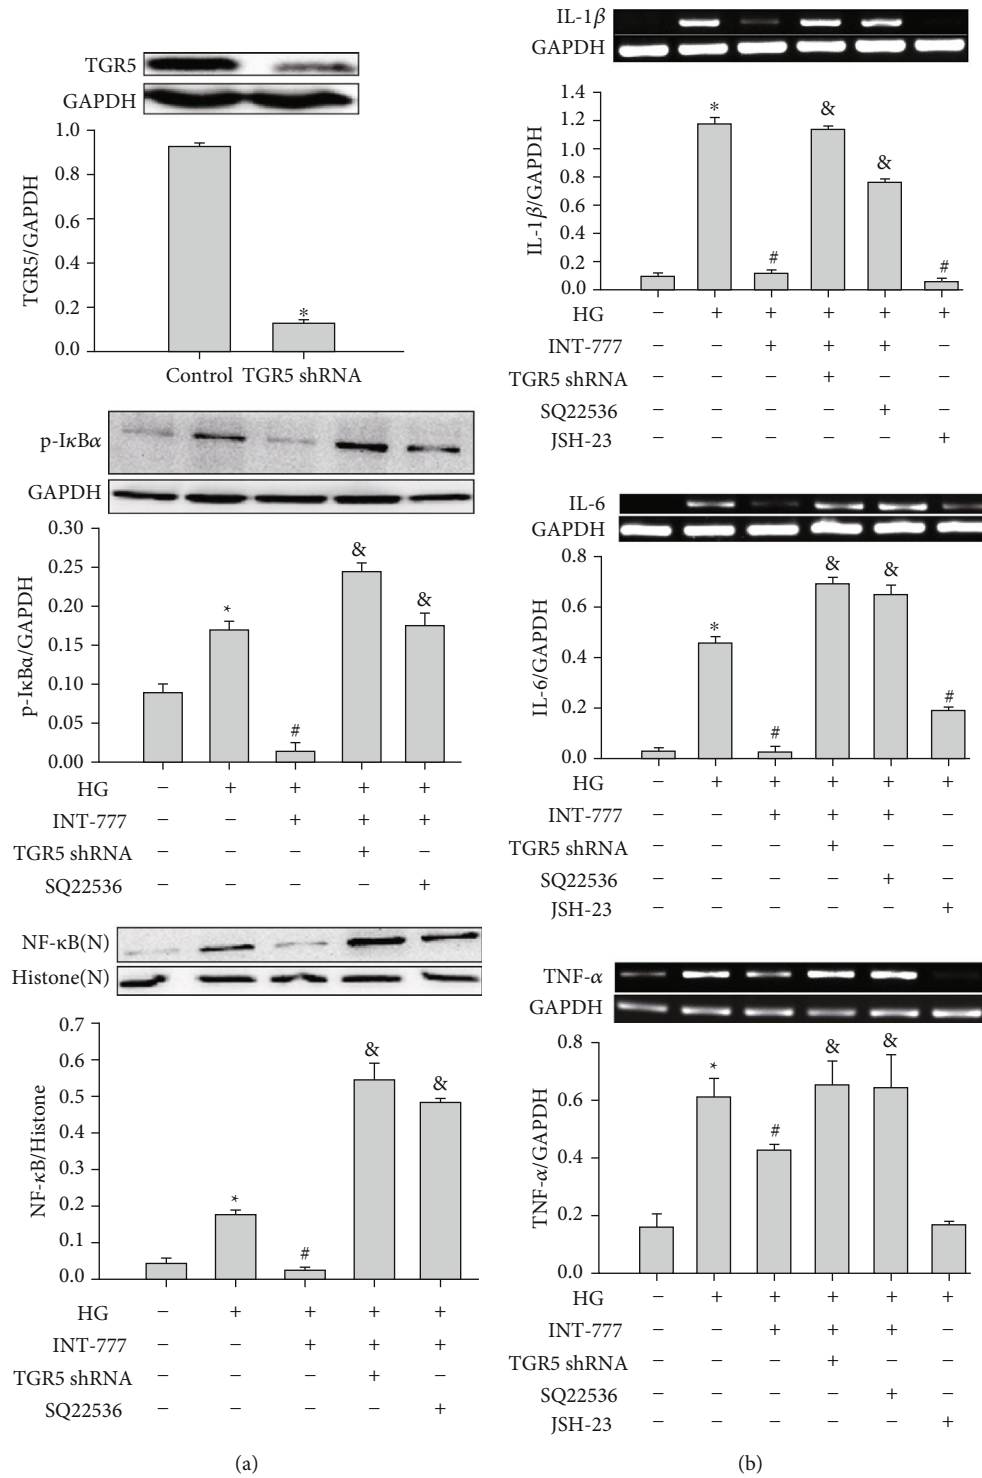 TGR5
GAPDH
TGR5/GAPDH
1.0
0.8
0.6
0.4
0.2
0.0
*
Control TGR5 shRNA
p-IκBα
GAPDH
p-IκBα/GAPDH
0.30
0.25
0.20
0.15
0.10
0.05
0.00
* # & &
HG − + + + +
INT-777 − − + + +
TGR5 shRNA − − − + −
SQ22536 − − − − +
NF-κB(N)
Histone(N)
NF-κB/Histone
0.7
0.6
0.5
0.4
0.3
0.2
0.1
0.0
* # & &
HG − + + + +
INT-777 − − + + +
TGR5 shRNA − − − + −
SQ22536 − − − − +
(a)
IL-1β
GAPDH
IL-1β/GAPDH
1.4
1.2
1.0
0.8
0.6
0.4
0.2
0.0
* # & & #
HG − + + + + +
INT-777 − − + + + −
TGR5 shRNA − − − + − −
SQ22536 − − − − + −
JSH-23 − − − − − +
IL-6
GAPDH
IL-6/GAPDH
0.8
0.6
0.4
0.2
0.0
* # & & #
HG − + + + + +
INT-777 − − + + + −
TGR5 shRNA − − − + − −
SQ22536 − − − − + −
JSH-23 − − − − − +
TNF-α
GAPDH
TNF-α/GAPDH
0.8
0.6
0.4
0.2
0.0
* # & &
HG − + + + + +
INT-777 − − + + + −
TGR5 shRNA − − − + − −
SQ22536 − − − − + −
JSH-23 − − − − − +
(b)